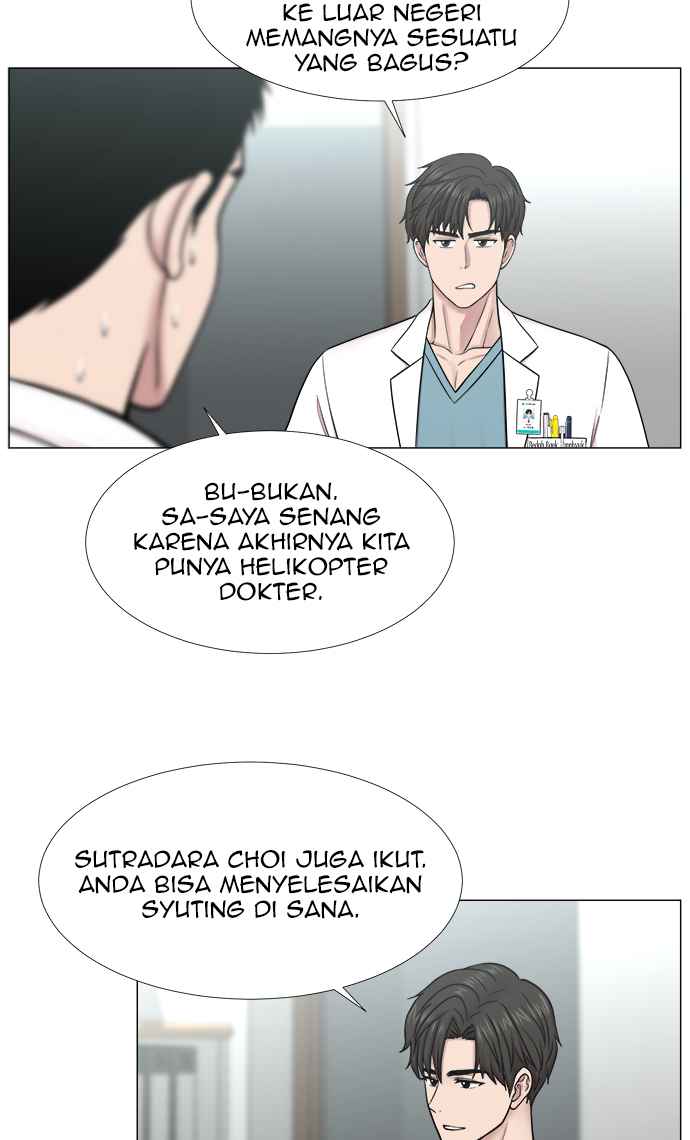 KE LUAR NEGERI
MEMANGNYA SESUATU
YANG BAGUS?
BU-BUKAN.
SA-SAYA SENANG
KARENA AKHIRNYA KITA
PUNYA HELIKOPTER
DOKTER.
SUTRADARA CHOI JUGA IKUT.
ANDA BISA MENYELESAIKAN
SYUTING DI SANA.